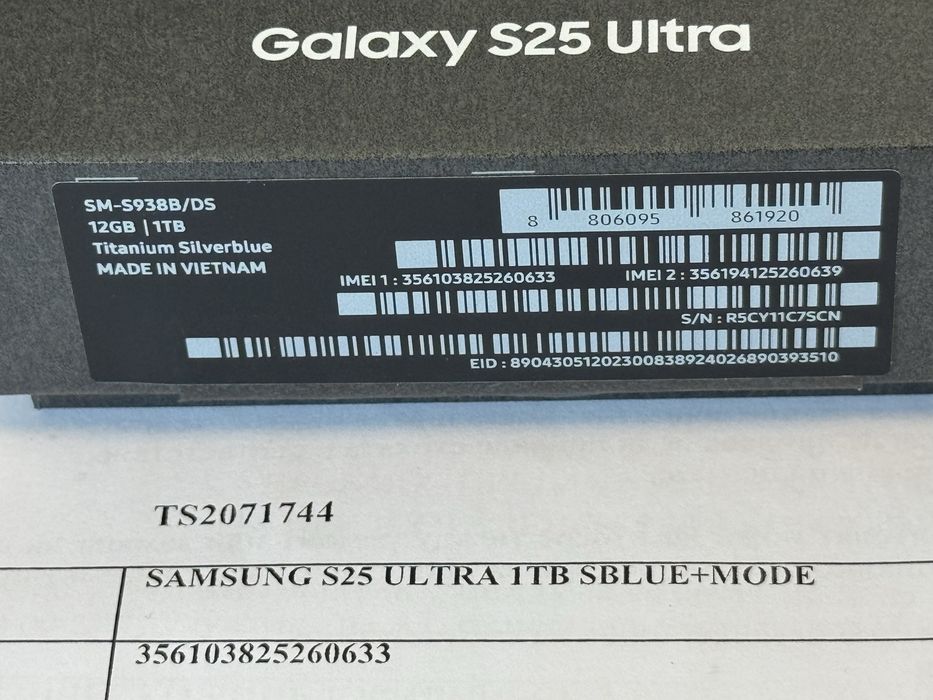 Galaxy S25 Ultra
SM-S938B/DS
12GB | 1TB
Titanium Silverblue
MADE IN VIETNAM
8 806095 861920
IMEI 1 : 356103825260633
IMEI 2 : 356194125260639
S/N : R5CY11C7SCN
EID : 89043051202300838924026890393510
TS2071744
SAMSUNG S25 ULTRA 1TB SBLUE+MODE
356103825260633